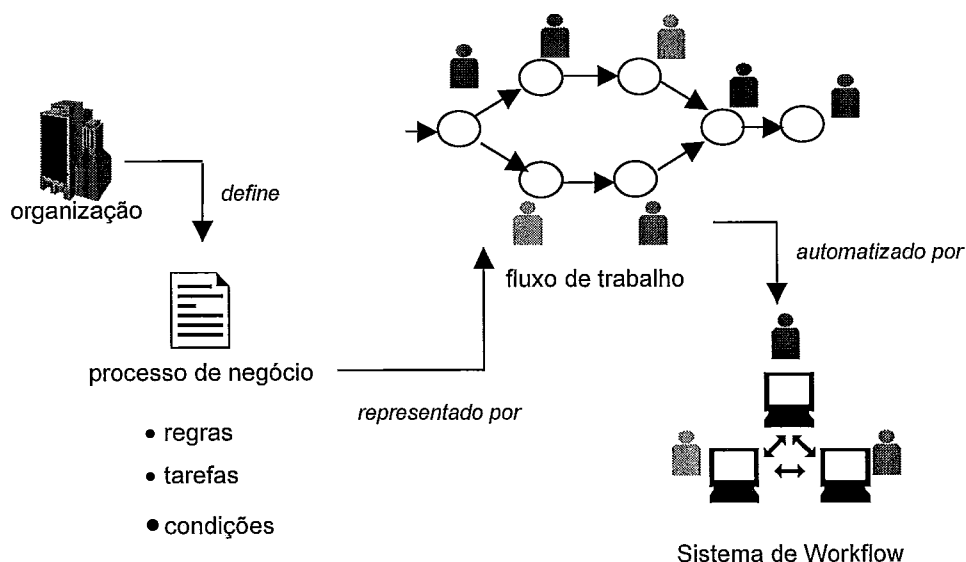 organização
define
processo de negócio
• regras
• tarefas
• condições
representado por
fluxo de trabalho
automatizado por
Sistema de Workflow